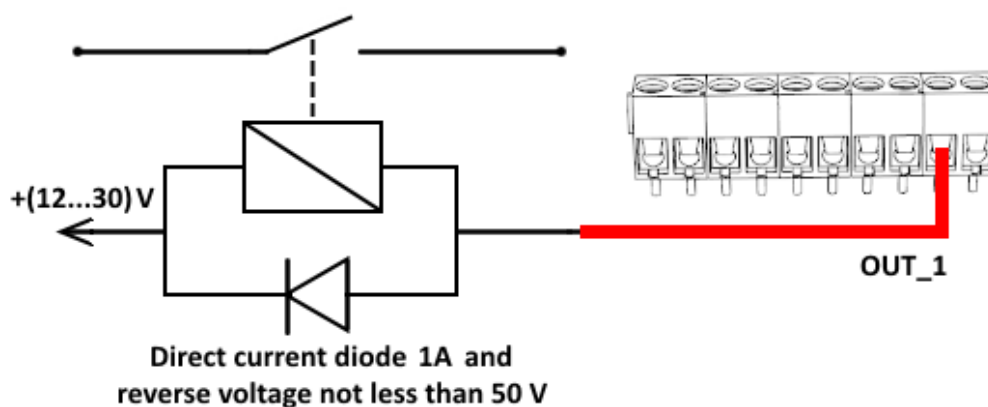 +(12...30) V
OUT_1
Direct current diode 1A and
reverse voltage not less than 50 V